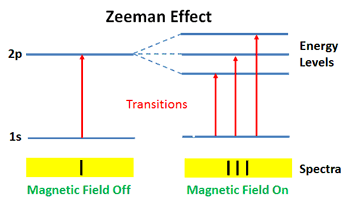 Zeeman Effect
2p
Energy
Levels
Transitions
1s
Spectra
Magnetic Field Off
Magnetic Field On